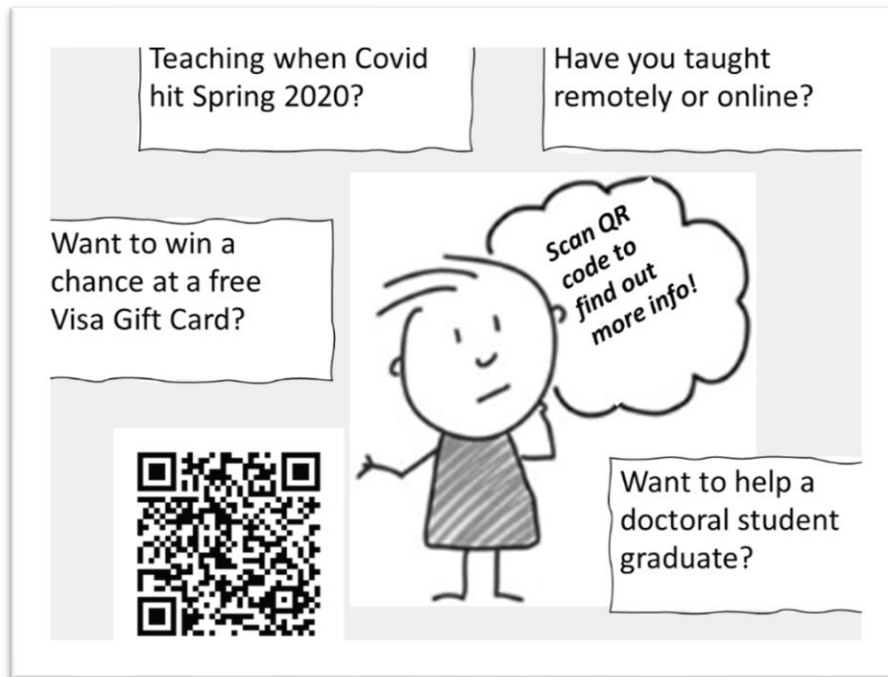 Teaching when Covid
hit Spring 2020?
Have you taught
remotely or online?
Want to win a
chance at a free
Visa Gift Card?
Scan QR
code to
find out
more info!
Want to help a
doctoral student
graduate?